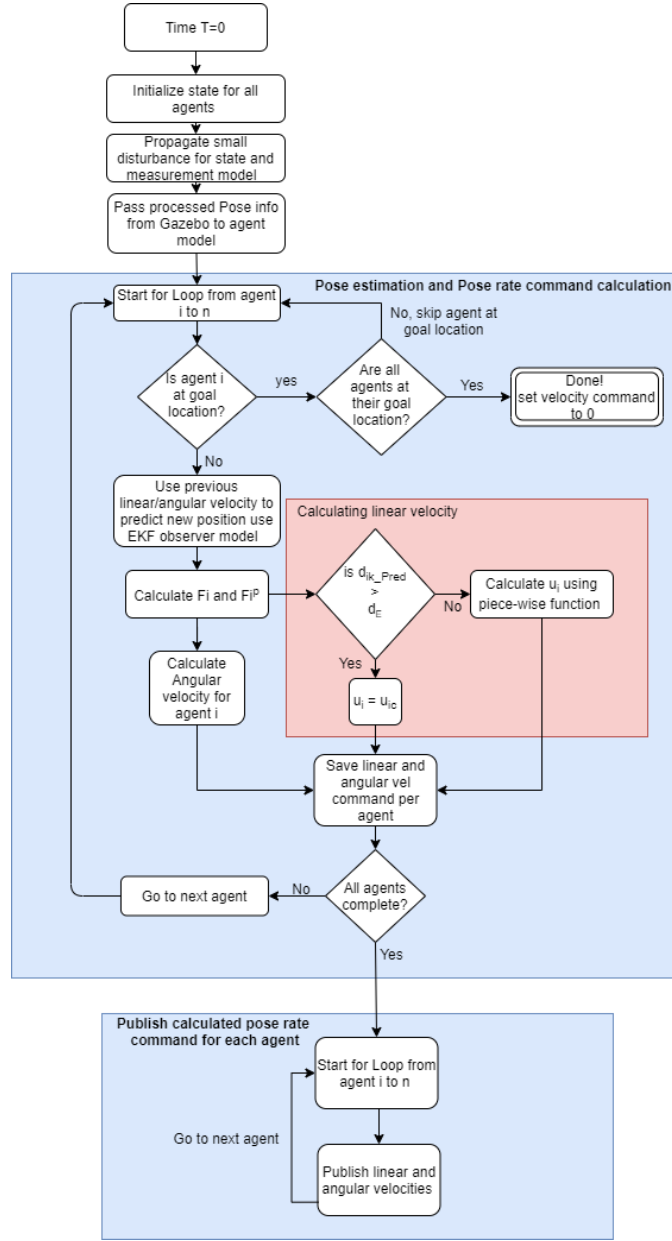 Time T=0
Initialize state for all
agents
Propagate small
disturbance for state and
measurement model
Pass processed Pose info
from Gazebo to agent
model
Pose estimation and Pose rate command calculation
Start for Loop from agent
i to n
No, skip agent at
goal location
Is agent i
at goal
location?
yes
Are all
agents at
their goal
location?
Yes
Done!
set velocity command
to 0
No
Use previous
linear/angular velocity to
predict new position use
EKF observer model
Calculating linear velocity
Calculate Fi and Fiᵖ
is d_ik_Pred
>
d_E
No
Calculate u_i using
piece-wise function
Yes
Calculate
Angular
velocity for
agent i
u_i = u_ic
Save linear and
angular vel
command per
agent
All agents
complete?
No
Go to next agent
Yes
Publish calculated pose rate
command for each agent
Start for Loop from
agent i to n
Go to next agent
Publish linear and
angular velocities